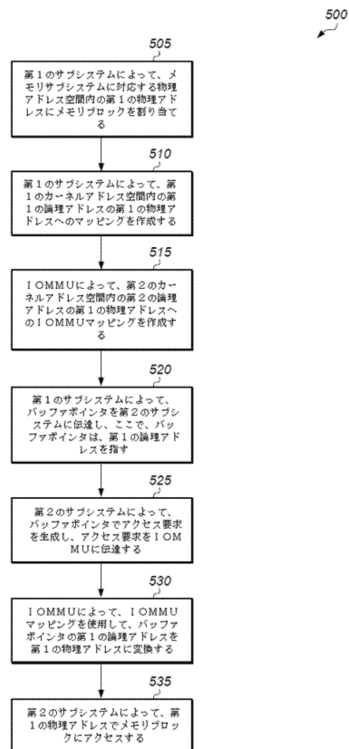 500
505
第１のサブシステムによって、メ
モリサブシステムに対応する物理
アドレス空間内の第１の物理アド
レスにメモリブロックを割り当て
る
510
第１のサブシステムによって、第
１のカーネルアドレス空間内の第
１の論理アドレスの第１の物理ア
ドレスへのマッピングを作成する
515
ＩＯＭＭＵによって、第２のカー
ネルアドレス空間内の第２の論理
アドレスの第１の物理アドレスへ
のＩＯＭＭＵマッピングを作成す
る
520
第１のサブシステムによって、
バッファポインタを第２のサブシ
ステムに伝達し、ここで、バッ
ファポインタは、第１の論理アド
レスを指す
525
第２のサブシステムによって、
バッファポインタでアクセス要求
を生成し、アクセス要求をＩＯＭ
ＭＵに伝達する
530
ＩＯＭＭＵによって、ＩＯＭＭＵ
マッピングを使用して、バッファ
ポインタの第１の論理アドレスを
第１の物理アドレスに変換する
535
第２のサブシステムによって、第
１の物理アドレスでメモリブロッ
クにアクセスする